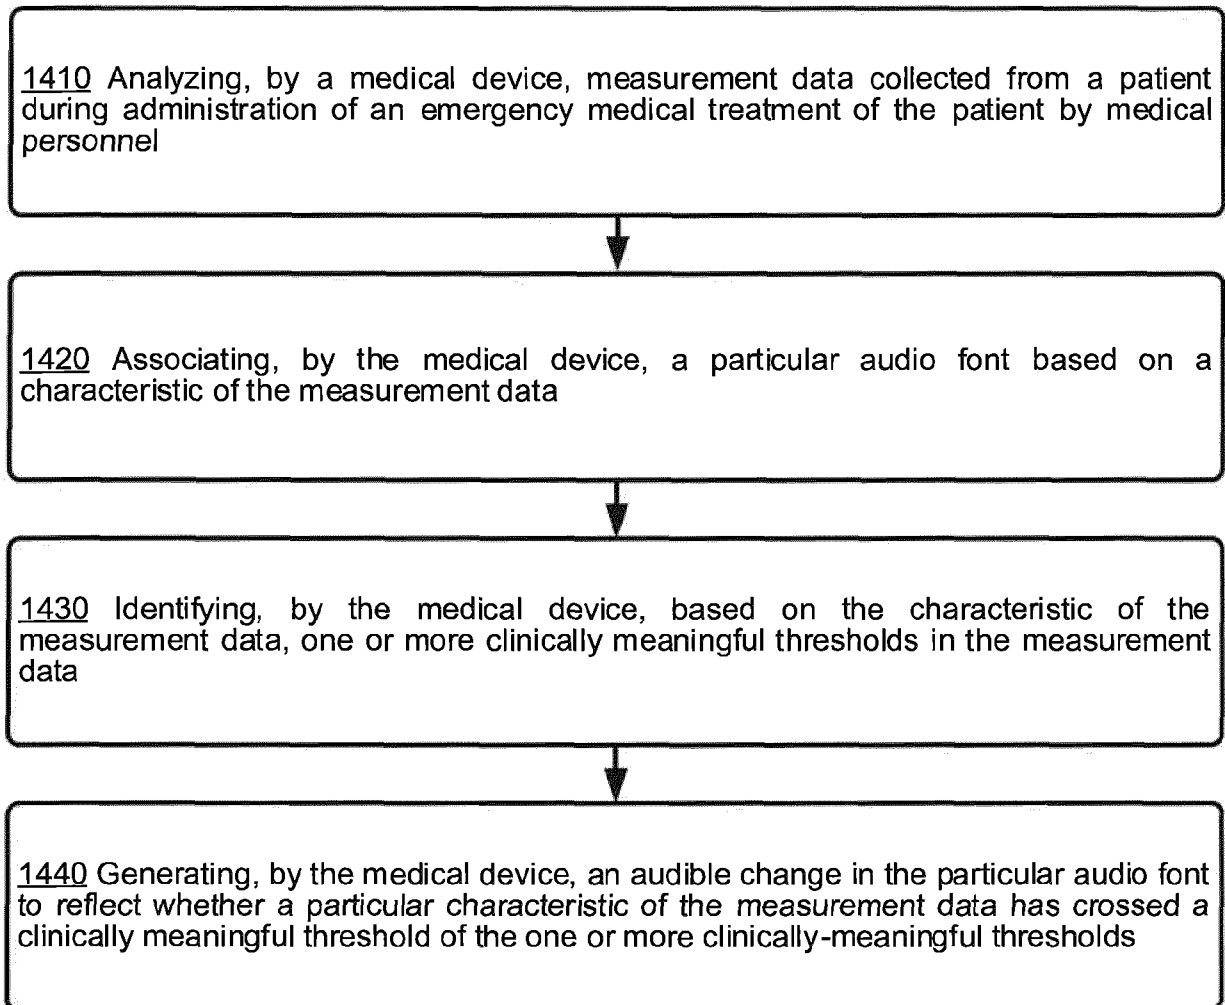 1410 Analyzing, by a medical device, measurement data collected from a patient
during administration of an emergency medical treatment of the patient by medical
personnel
1420 Associating, by the medical device, a particular audio font based on a
characteristic of the measurement data
1430 Identifying, by the medical device, based on the characteristic of the
measurement data, one or more clinically meaningful thresholds in the measurement
data
1440 Generating, by the medical device, an audible change in the particular audio font
to reflect whether a particular characteristic of the measurement data has crossed a
clinically meaningful threshold of the one or more clinically-meaningful thresholds